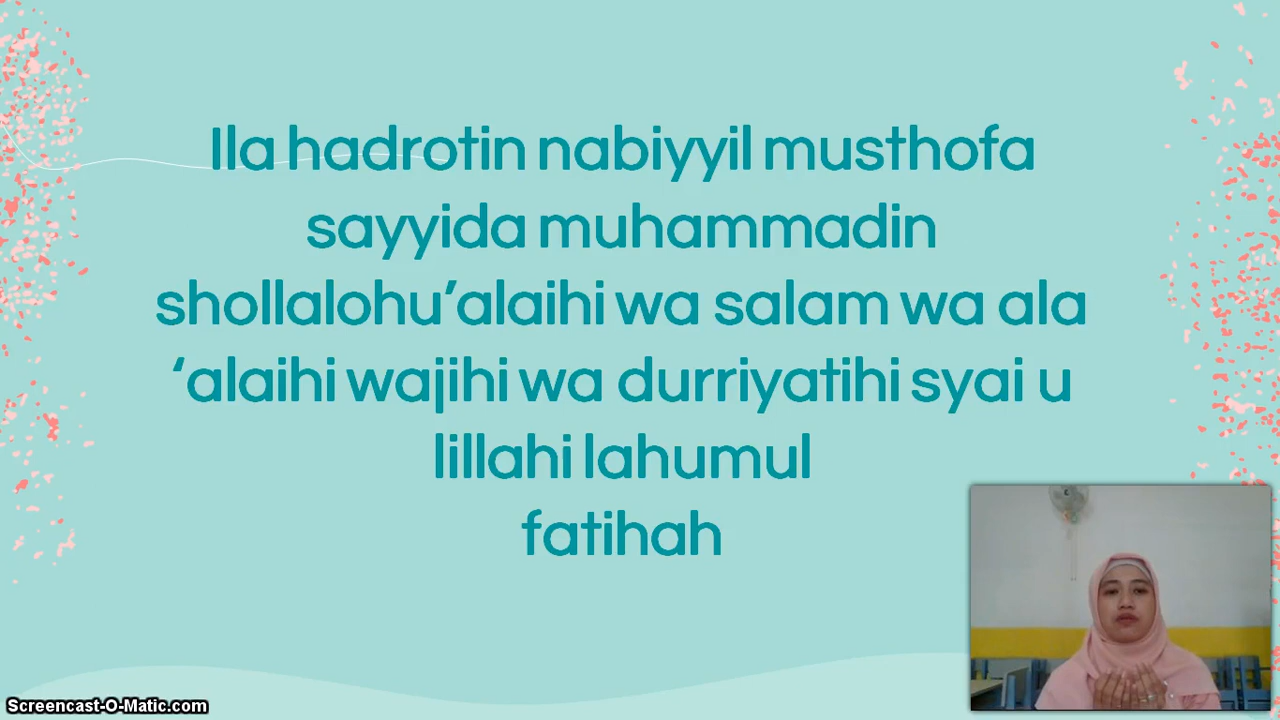 Ila hadrotin nabiyyil musthofa
sayyida muhammadin
shollalohu’alaihi wa salam wa ala
‘alaihi wajihi wa durriyatihi syai u
lillahi lahumul
fatihah
Screencast-O-Matic.com